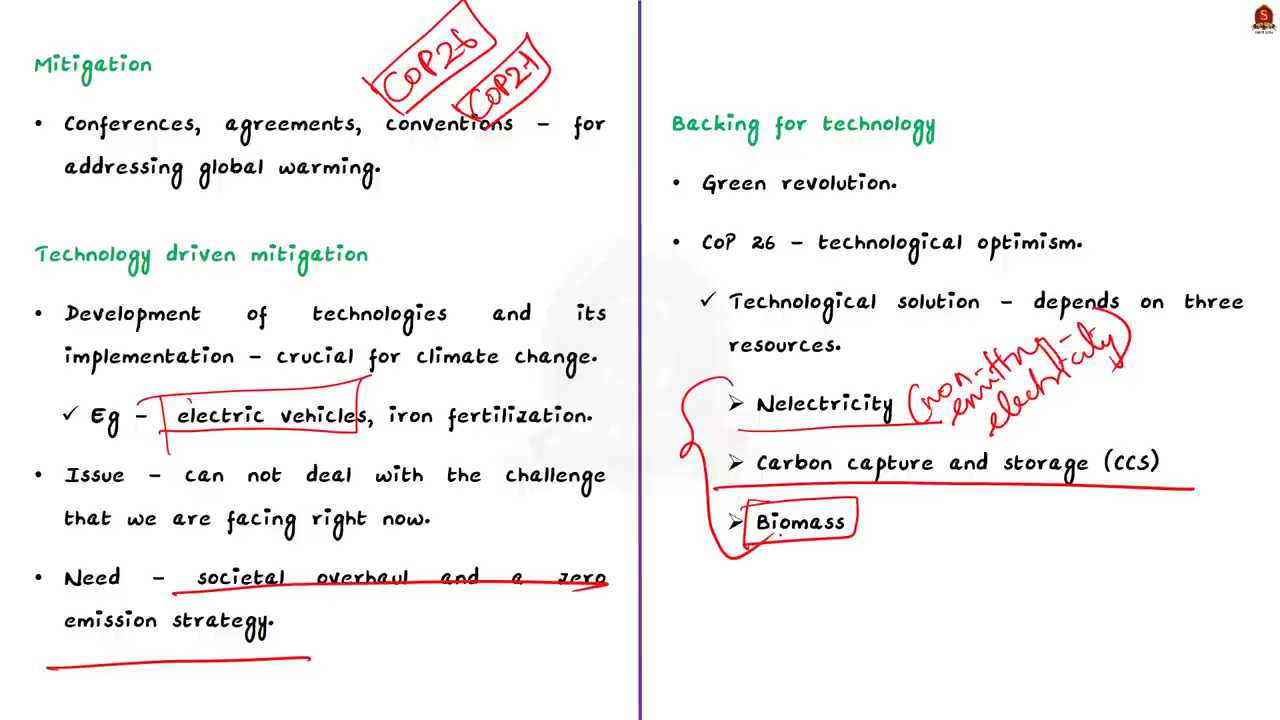 Mitigation
CoP26
CoP27
• Conferences, agreements, conventions – for
addressing global warming.
Technology driven mitigation
• Development of technologies and its
implementation – crucial for climate change.
✓ Eg – electric vehicles, iron fertilization.
• Issue – can not deal with the challenge
that we are facing right now.
• Need – societal overhaul and a zero
emission strategy.
Backing for technology
• Green revolution.
• CoP 26 – technological optimism.
✓ Technological solution – depends on three
resources.
➢ Nelectricity
(non-
emitting-
electricity)
➢ Carbon capture and storage (CCS)
➢ Biomass